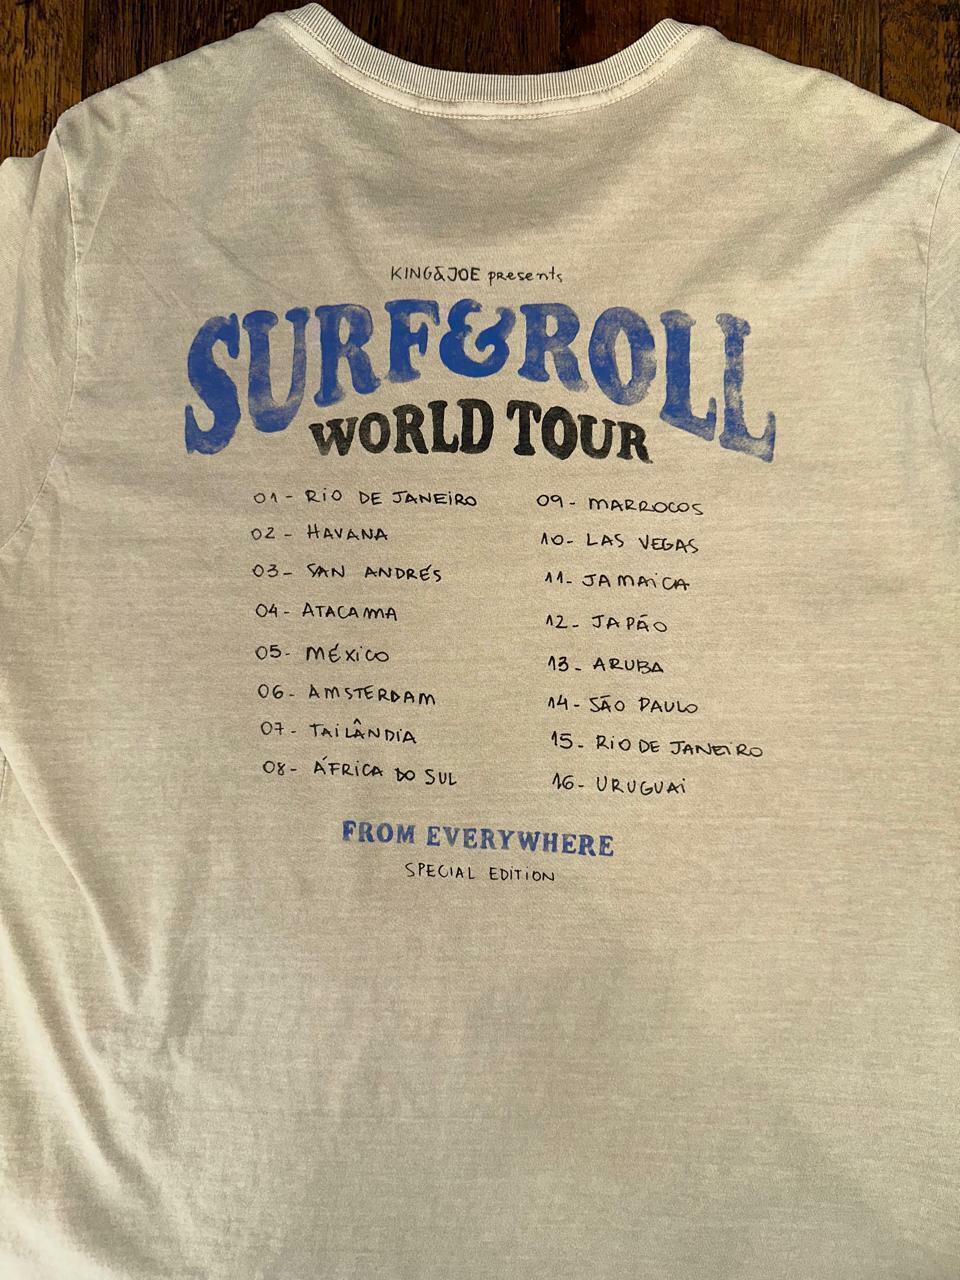 KING&JOE presents
SURF&ROLL
WORLD TOUR
01- RiO DE JANEiRO
02- HAVANA
03- SAN ANDRÉS
04- ATACAMA
05- MÉXiCO
06- AMSTERDAM
07- TAiLÂNDiA
08- ÁFRiCA DO SUL
09- MARROCOS
10- LAS VEGAS
11- JAMAiCA
12- JAPÃO
13- ARUBA
14- SÃO PAULO
15- RiO DE JANEiRO
16- URUGUAi
FROM EVERYWHERE
SPECIAL EDiTiON